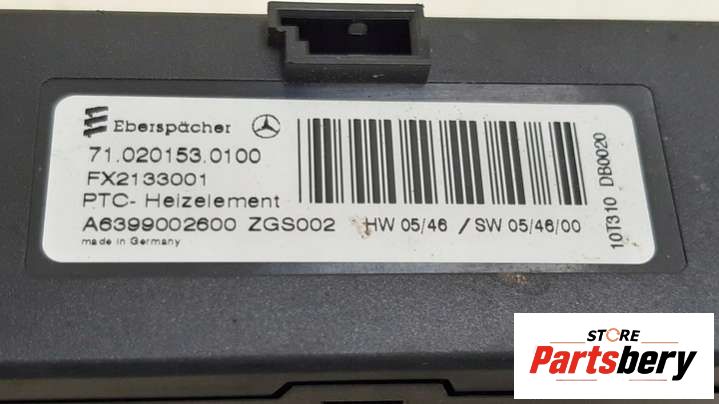 Eberspächer
71.020153.0100
FX2133001
PTC- Heizelement
A6399002600 ZGS002 HW 05/46 / SW 05/46/00
made in Germany
10T310 DB0020
STORE
Partsbery